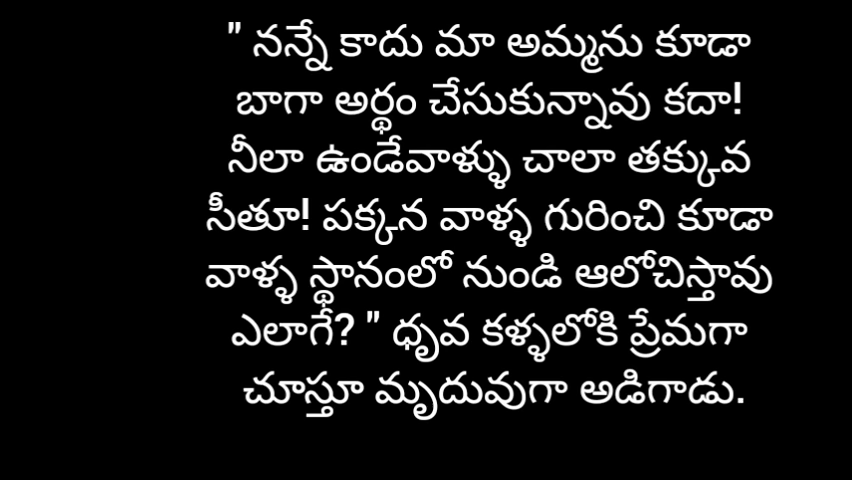 " నన్నే కాదు మా అమ్మను కూడా
బాగా అర్థం చేసుకున్నావు కదా!
నీలా ఉండేవాళ్ళు చాలా తక్కువ
సీతూ! పక్కన వాళ్ళ గురించి కూడా
వాళ్ళ స్థానంలో నుండి ఆలోచిస్తావు
ఎలాగే? " ధృవ కళ్ళలోకి ప్రేమగా
చూస్తూ మృదువుగా అడిగాడు.